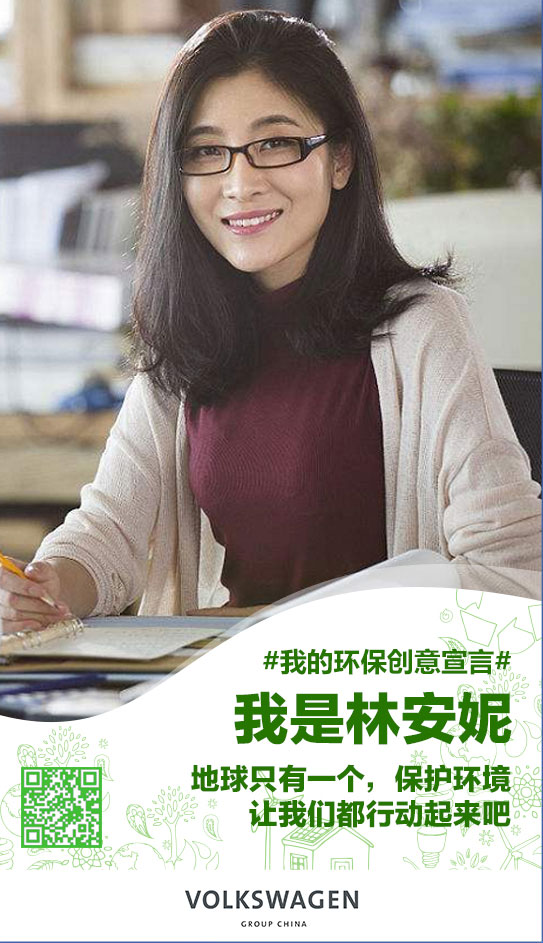 #我的环保创意宣言#
我是林安妮
地球只有一个，保护环境
让我们都行动起来吧
VOLKSWAGEN
GROUP CHINA